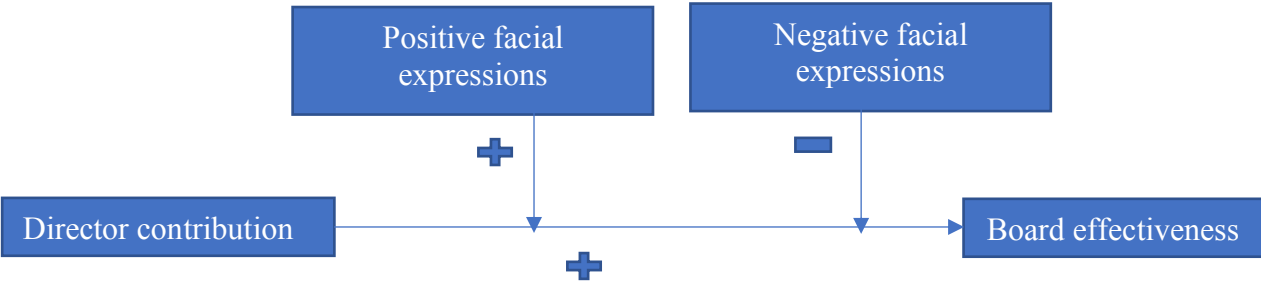 Positive facial
expressions
Negative facial
expressions
Director contribution
Board effectiveness